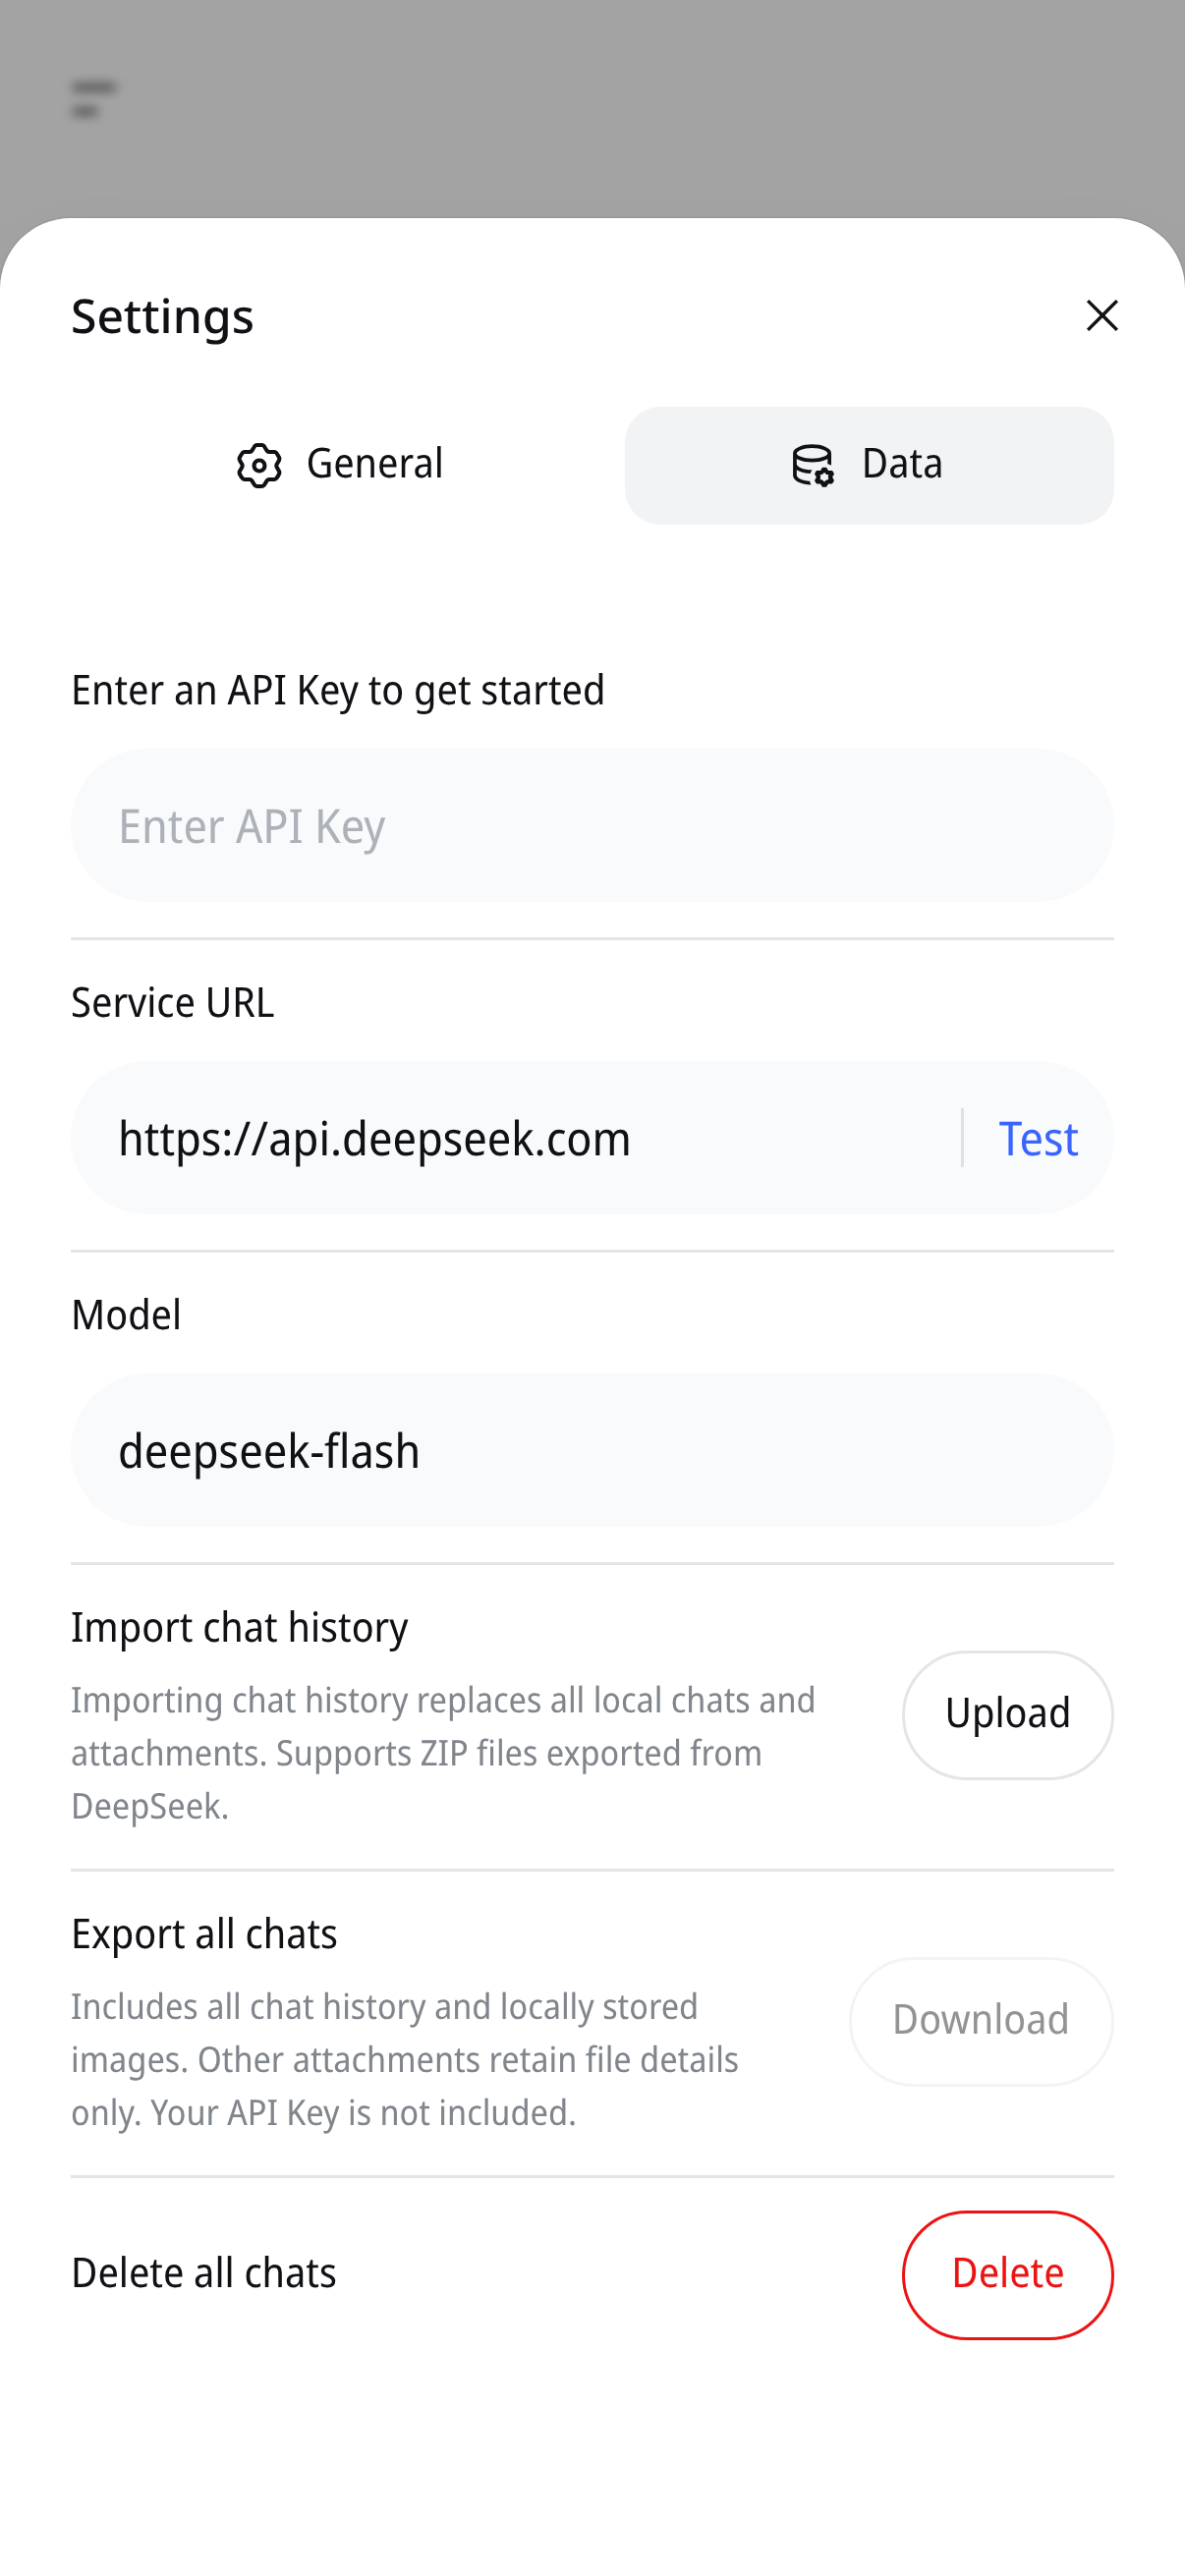 Settings
General
Data
Enter an API Key to get started
Enter API Key
Service URL
https://api.deepseek.com
Test
Model
deepseek-flash
Import chat history
Importing chat history replaces all local chats and
attachments. Supports ZIP files exported from
DeepSeek.
Upload
Export all chats
Includes all chat history and locally stored
images. Other attachments retain file details
only. Your API Key is not included.
Download
Delete all chats
Delete